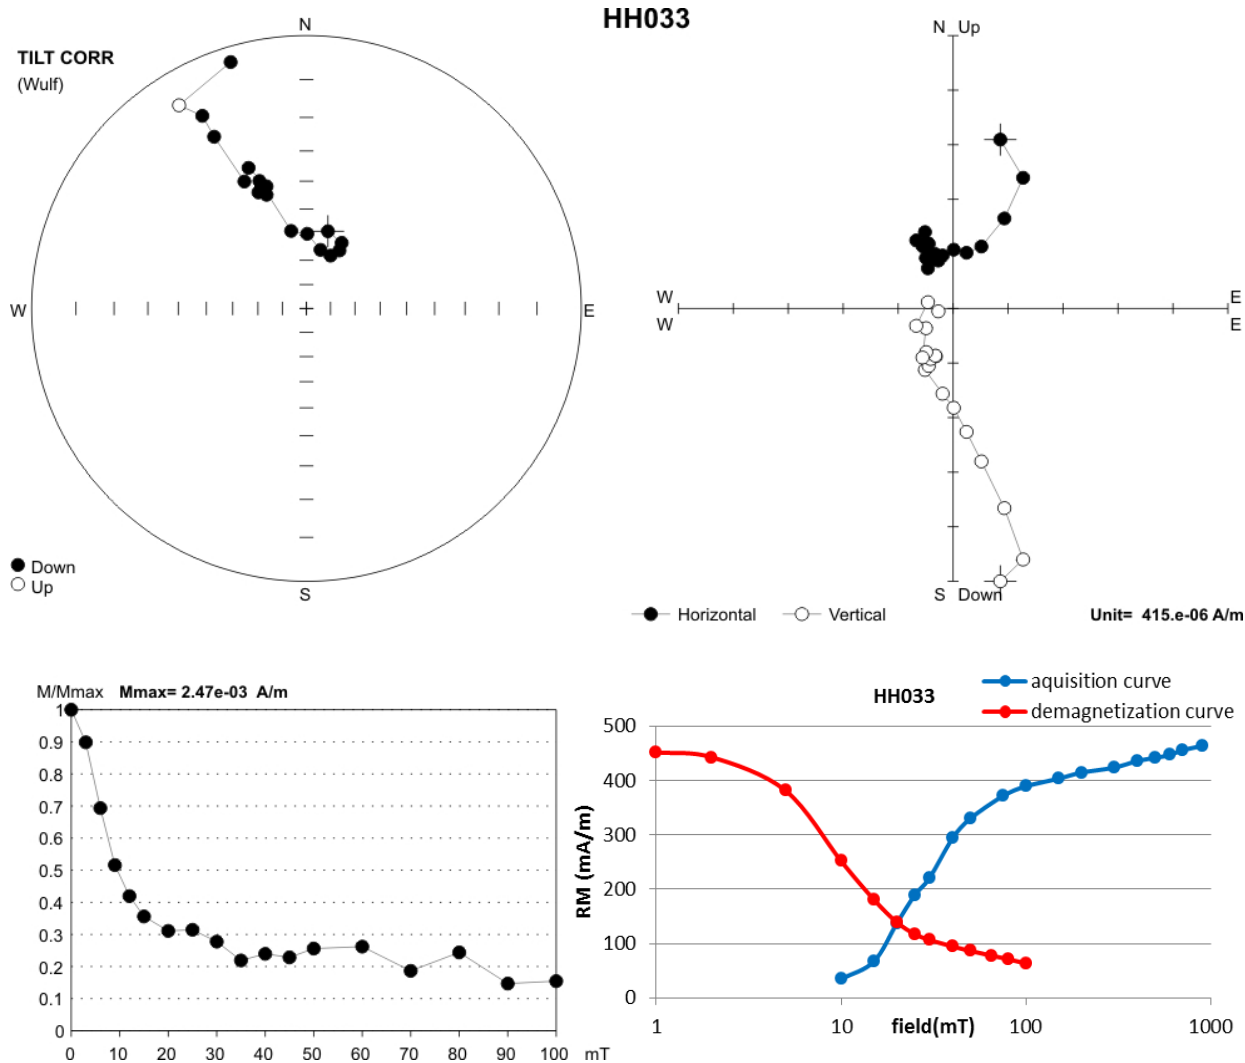 HH033
TILT CORR
(Wulf)
N
W
E
S
Down
Up
N Up
W
E
W
E
S Down
Horizontal
Vertical
Unit= 415.e-06 A/m
M/Mmax Mmax= 2.47e-03 A/m
1
0.9
0.8
0.7
0.6
0.5
0.4
0.3
0.2
0.1
0
0 10 20 30 40 50 60 70 80 90 100 mT
HH033
aquisition curve
demagnetization curve
RM (mA/m)
500
400
300
200
100
0
1 10 100 1000
field(mT)